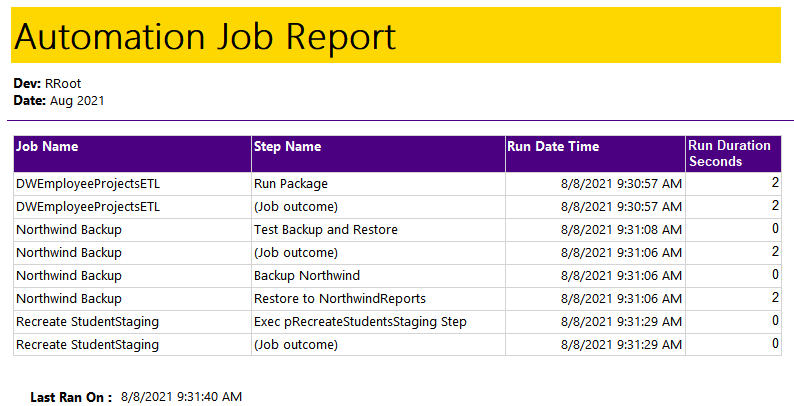 Automation Job Report
Dev: RRoot
Date: Aug 2021
Job Name Step Name Run Date Time Run Duration Seconds
DWEmployeeProjectsETL Run Package 8/8/2021 9:30:57 AM 2
DWEmployeeProjectsETL (Job outcome) 8/8/2021 9:30:57 AM 2
Northwind Backup Test Backup and Restore 8/8/2021 9:31:08 AM 0
Northwind Backup (Job outcome) 8/8/2021 9:31:06 AM 2
Northwind Backup Backup Northwind 8/8/2021 9:31:06 AM 0
Northwind Backup Restore to NorthwindReports 8/8/2021 9:31:06 AM 2
Recreate StudentStaging Exec pRecreateStudentsStaging Step 8/8/2021 9:31:29 AM 0
Recreate StudentStaging (Job outcome) 8/8/2021 9:31:29 AM 0
Last Ran On : 8/8/2021 9:31:40 AM